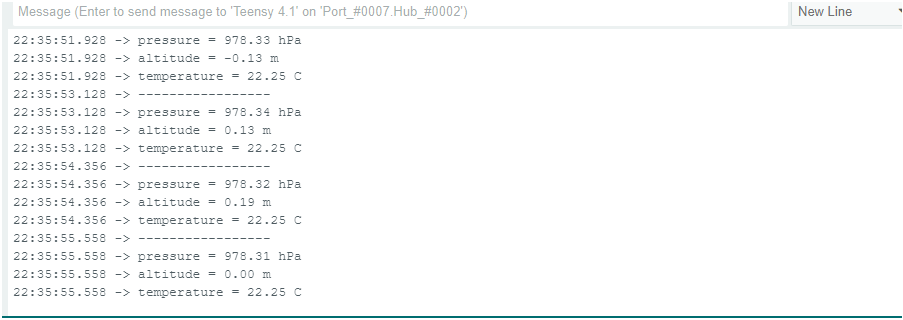 Message (Enter to send message to 'Teensy 4.1' on 'Port_#0007.Hub_#0002')
New Line
22:35:51.928 -> pressure = 978.33 hPa
22:35:51.928 -> altitude = -0.13 m
22:35:51.928 -> temperature = 22.25 C
22:35:53.128 -> -----------------
22:35:53.128 -> pressure = 978.34 hPa
22:35:53.128 -> altitude = 0.13 m
22:35:53.128 -> temperature = 22.25 C
22:35:54.356 -> -----------------
22:35:54.356 -> pressure = 978.32 hPa
22:35:54.356 -> altitude = 0.19 m
22:35:54.356 -> temperature = 22.25 C
22:35:55.558 -> -----------------
22:35:55.558 -> pressure = 978.31 hPa
22:35:55.558 -> altitude = 0.00 m
22:35:55.558 -> temperature = 22.25 C